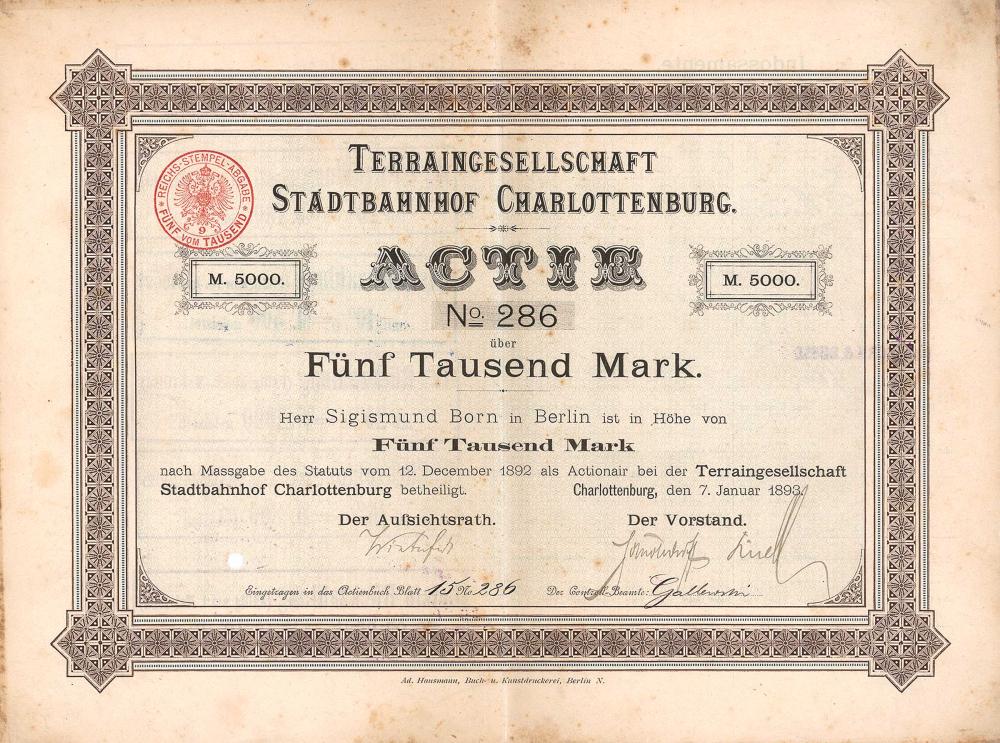 TERRAINGESELLSCHAFT
STADTBAHNHOF CHARLOTTENBURG.
REICHS-STEMPEL-ABGABE
FÜNF VOM TAUSEND
9
ACTIE
M. 5000.
M. 5000.
No. 286
über
Fünf Tausend Mark.
Herr Sigismund Born in Berlin ist in Höhe von
Fünf Tausend Mark
nach Massgabe des Statuts vom 12. December 1892 als Actionair bei der Terraingesellschaft
Stadtbahnhof Charlottenburg betheiligt. Charlottenburg, den 7. Januar 1893.
Der Aufsichtsrath. Der Vorstand.
Eingetragen in das Actienbuch Blatt 15 No. 286 Der Controll-Beamte:
Ad. Hausmann, Buch- u. Kunstdruckerei, Berlin N.